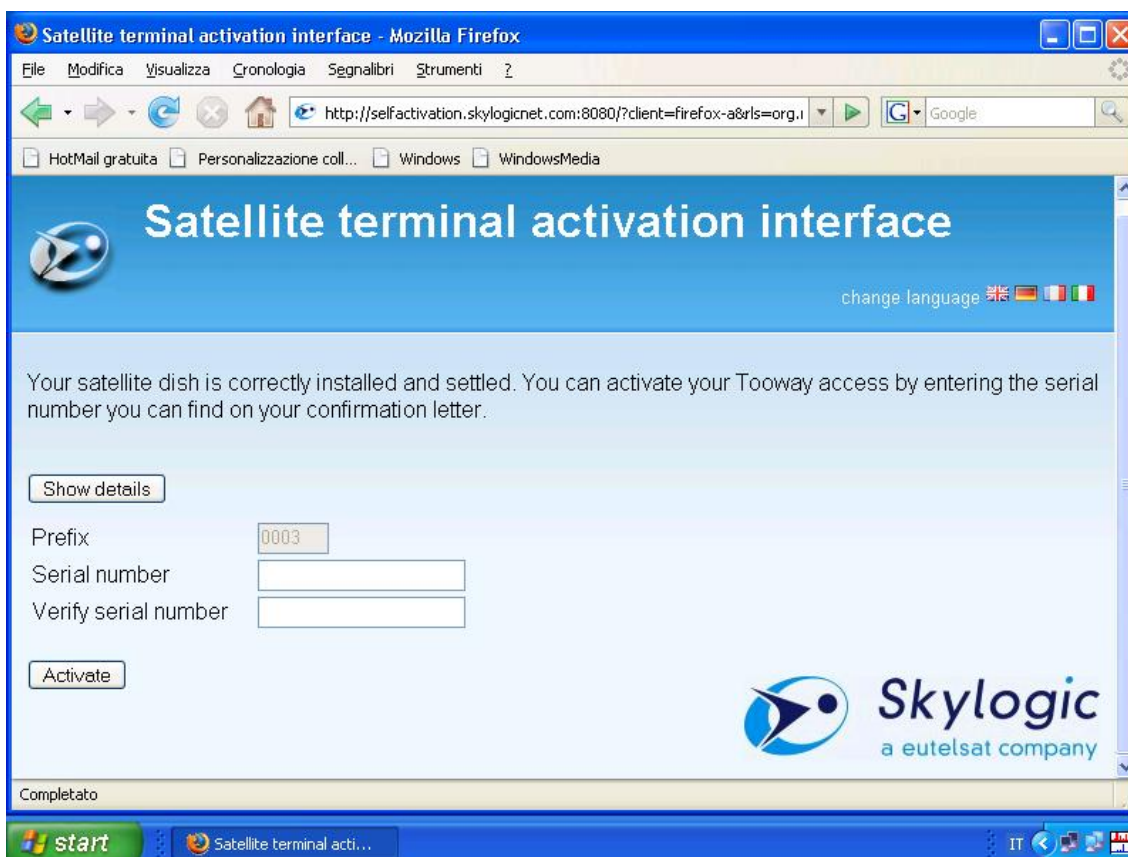 Satellite terminal activation interface - Mozilla Firefox
File Modifica Visualizza Cronologia Segnalibri Strumenti ?
http://selfactivation.skylogicnet.com:8080/?client=firefox-a&rls=org.
G Google
HotMail gratuita Personalizzazione coll... Windows WindowsMedia
Satellite terminal activation interface
change language
Your satellite dish is correctly installed and settled. You can activate your Tooway access by entering the serial
number you can find on your confirmation letter.
Show details
Prefix 0003
Serial number
Verify serial number
Activate
Skylogic
a eutelsat company
Completato
start Satellite terminal acti... IT